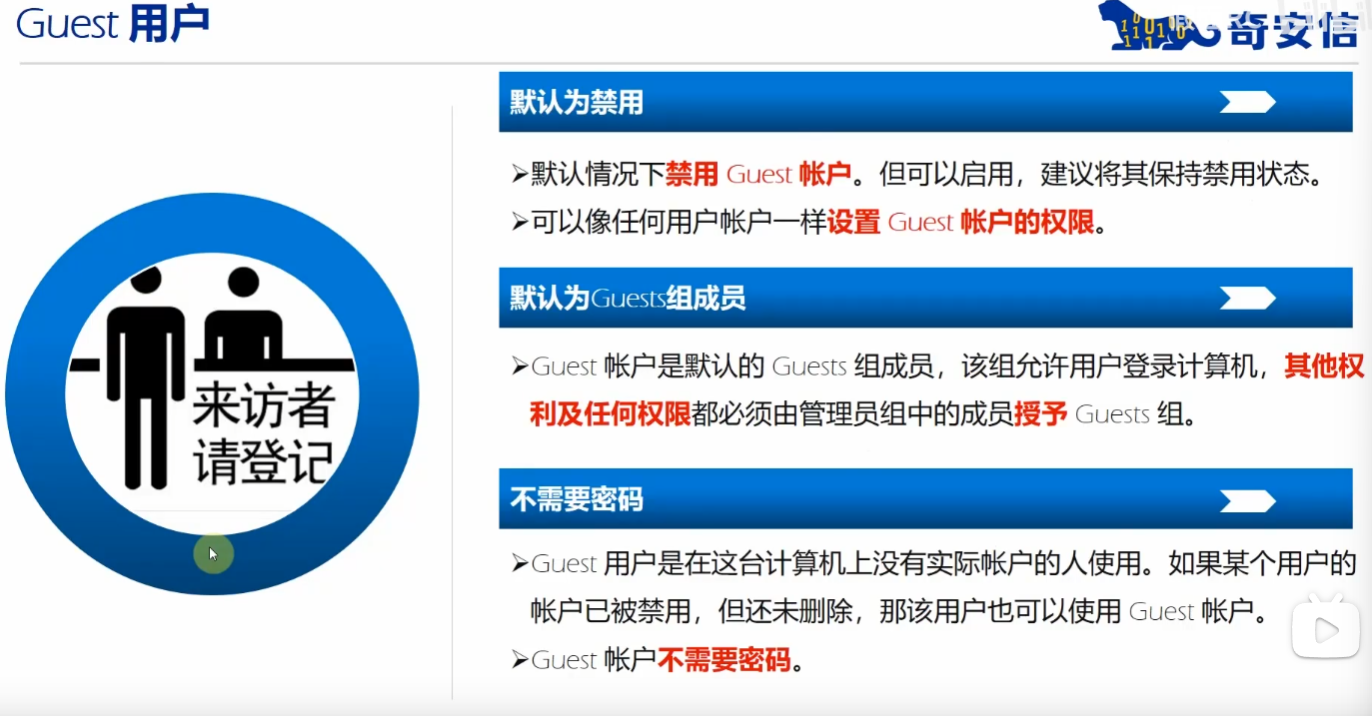 Guest 用户
奇安信
默认为禁用
➢默认情况下禁用 Guest 帐户。但可以启用，建议将其保持禁用状态。
➢可以像任何用户帐户一样设置 Guest 帐户的权限。
默认为Guests组成员
➢Guest 帐户是默认的 Guests 组成员，该组允许用户登录计算机，其他权
利及任何权限都必须由管理员组中的成员授予 Guests 组。
来访者
请登记
不需要密码
➢Guest 用户是在这台计算机上没有实际帐户的人使用。如果某个用户的
帐户已被禁用，但还未删除，那该用户也可以使用 Guest 帐户。
➢Guest 帐户不需要密码。